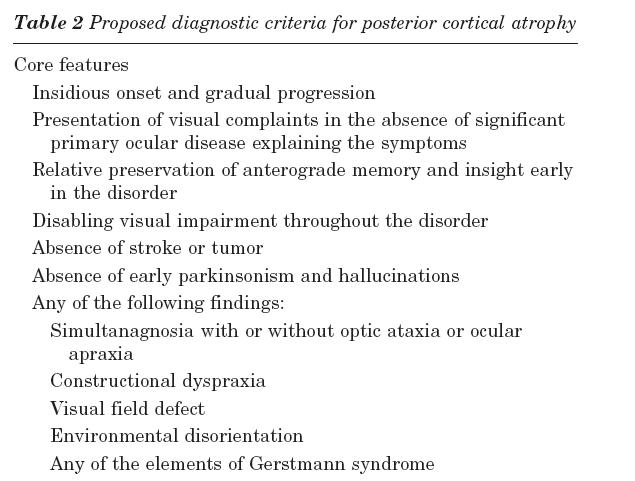 Table 2 Proposed diagnostic criteria for posterior cortical atrophy
Core features
Insidious onset and gradual progression
Presentation of visual complaints in the absence of significant
primary ocular disease explaining the symptoms
Relative preservation of anterograde memory and insight early
in the disorder
Disabling visual impairment throughout the disorder
Absence of stroke or tumor
Absence of early parkinsonism and hallucinations
Any of the following findings:
Simultanagnosia with or without optic ataxia or ocular
apraxia
Constructional dyspraxia
Visual field defect
Environmental disorientation
Any of the elements of Gerstmann syndrome